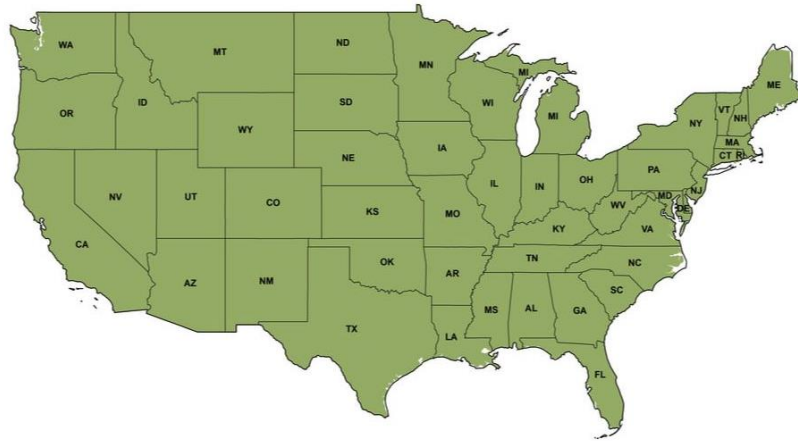 WA
MT
ND
MN
MI
ME
OR
ID
SD
WI
MI
VT
NH
NY
WY
MA
CT RI
NE
IA
PA
NV
UT
CO
IL
IN
OH
NJ
MD
DE
WV
KS
MO
KY
VA
CA
OK
TN
NC
AZ
NM
AR
SC
TX
MS
AL
GA
LA
FL